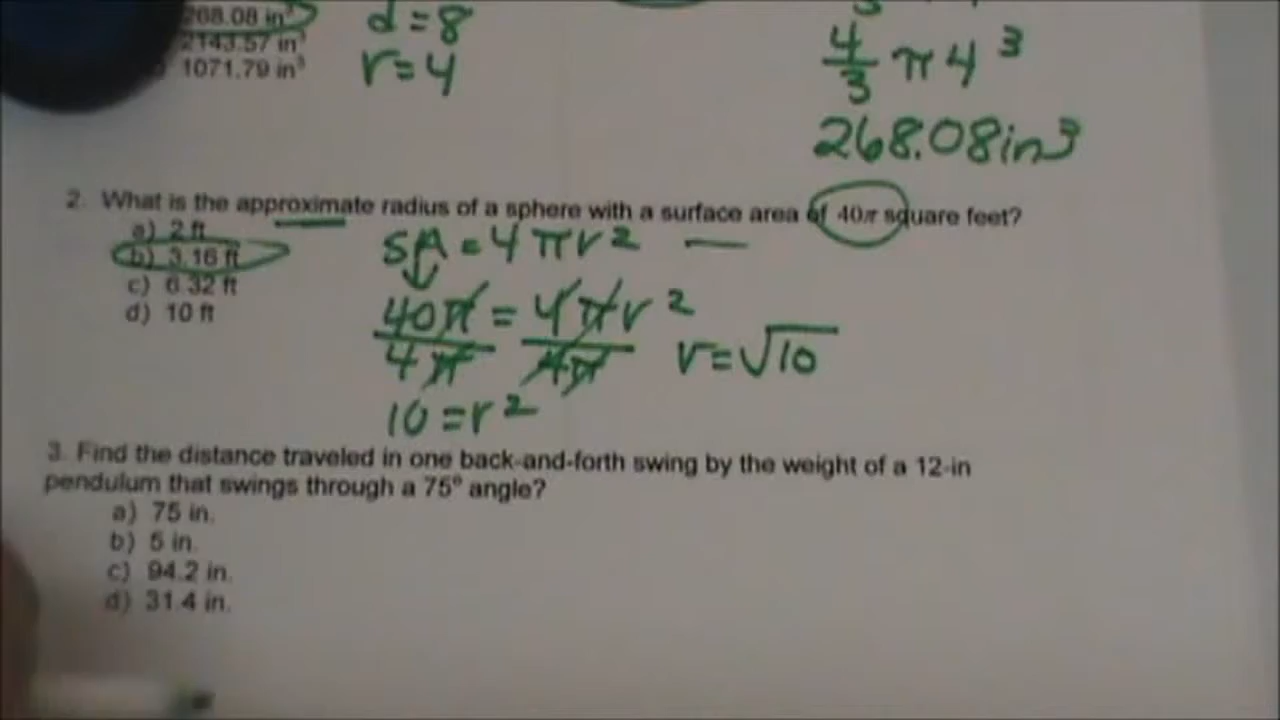 268.08 in³
2143.57 in³
1071.79 in³
d = 8
r = 4
4/3 π 4³
268.08 in³
2. What is the approximate radius of a sphere with a surface area of 40π square feet?
a) 2 ft
b) 3.16 ft
c) 6.32 ft
d) 10 ft
SA = 4πr²
40π = 4πr²
4π 4π
r = √10
10 = r²
3. Find the distance traveled in one back-and-forth swing by the weight of a 12-in
pendulum that swings through a 75° angle?
a) 75 in.
b) 5 in.
c) 94.2 in.
d) 31.4 in.